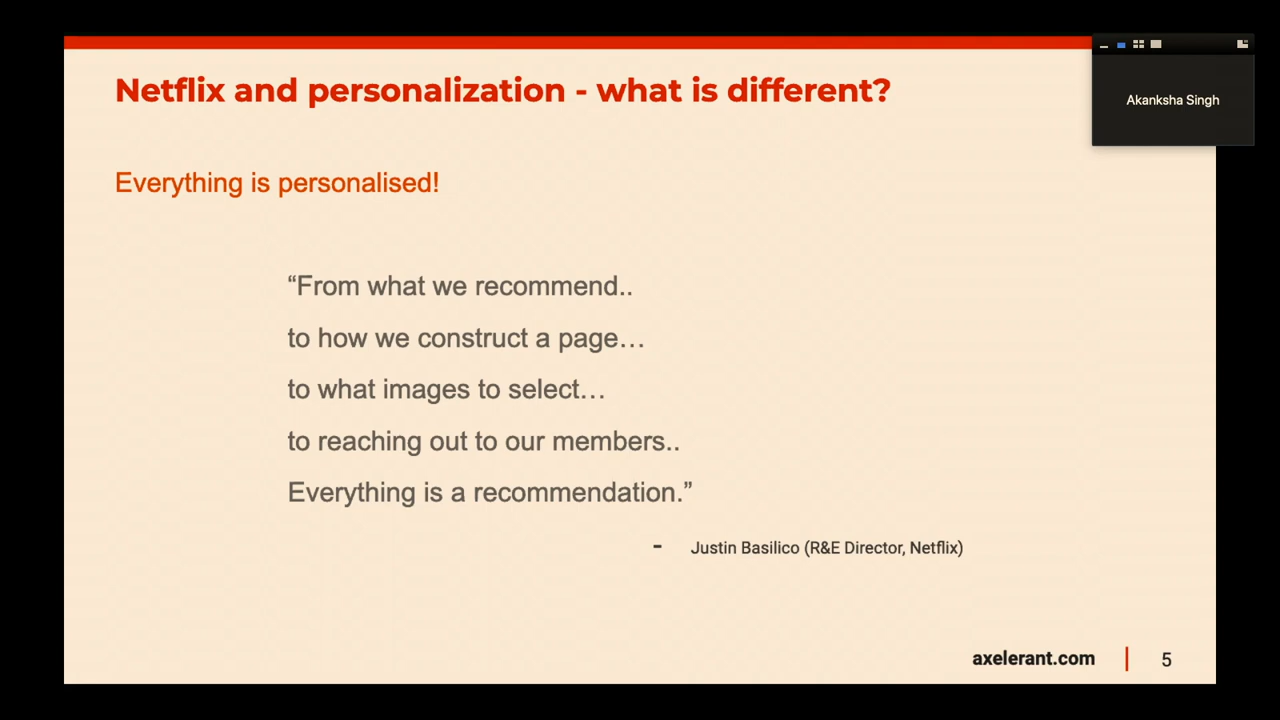 Netflix and personalization - what is different?
Akanksha Singh
Everything is personalised!
“From what we recommend..
to how we construct a page…
to what images to select…
to reaching out to our members..
Everything is a recommendation.”
- Justin Basilico (R&E Director, Netflix)
axelerant.com | 5